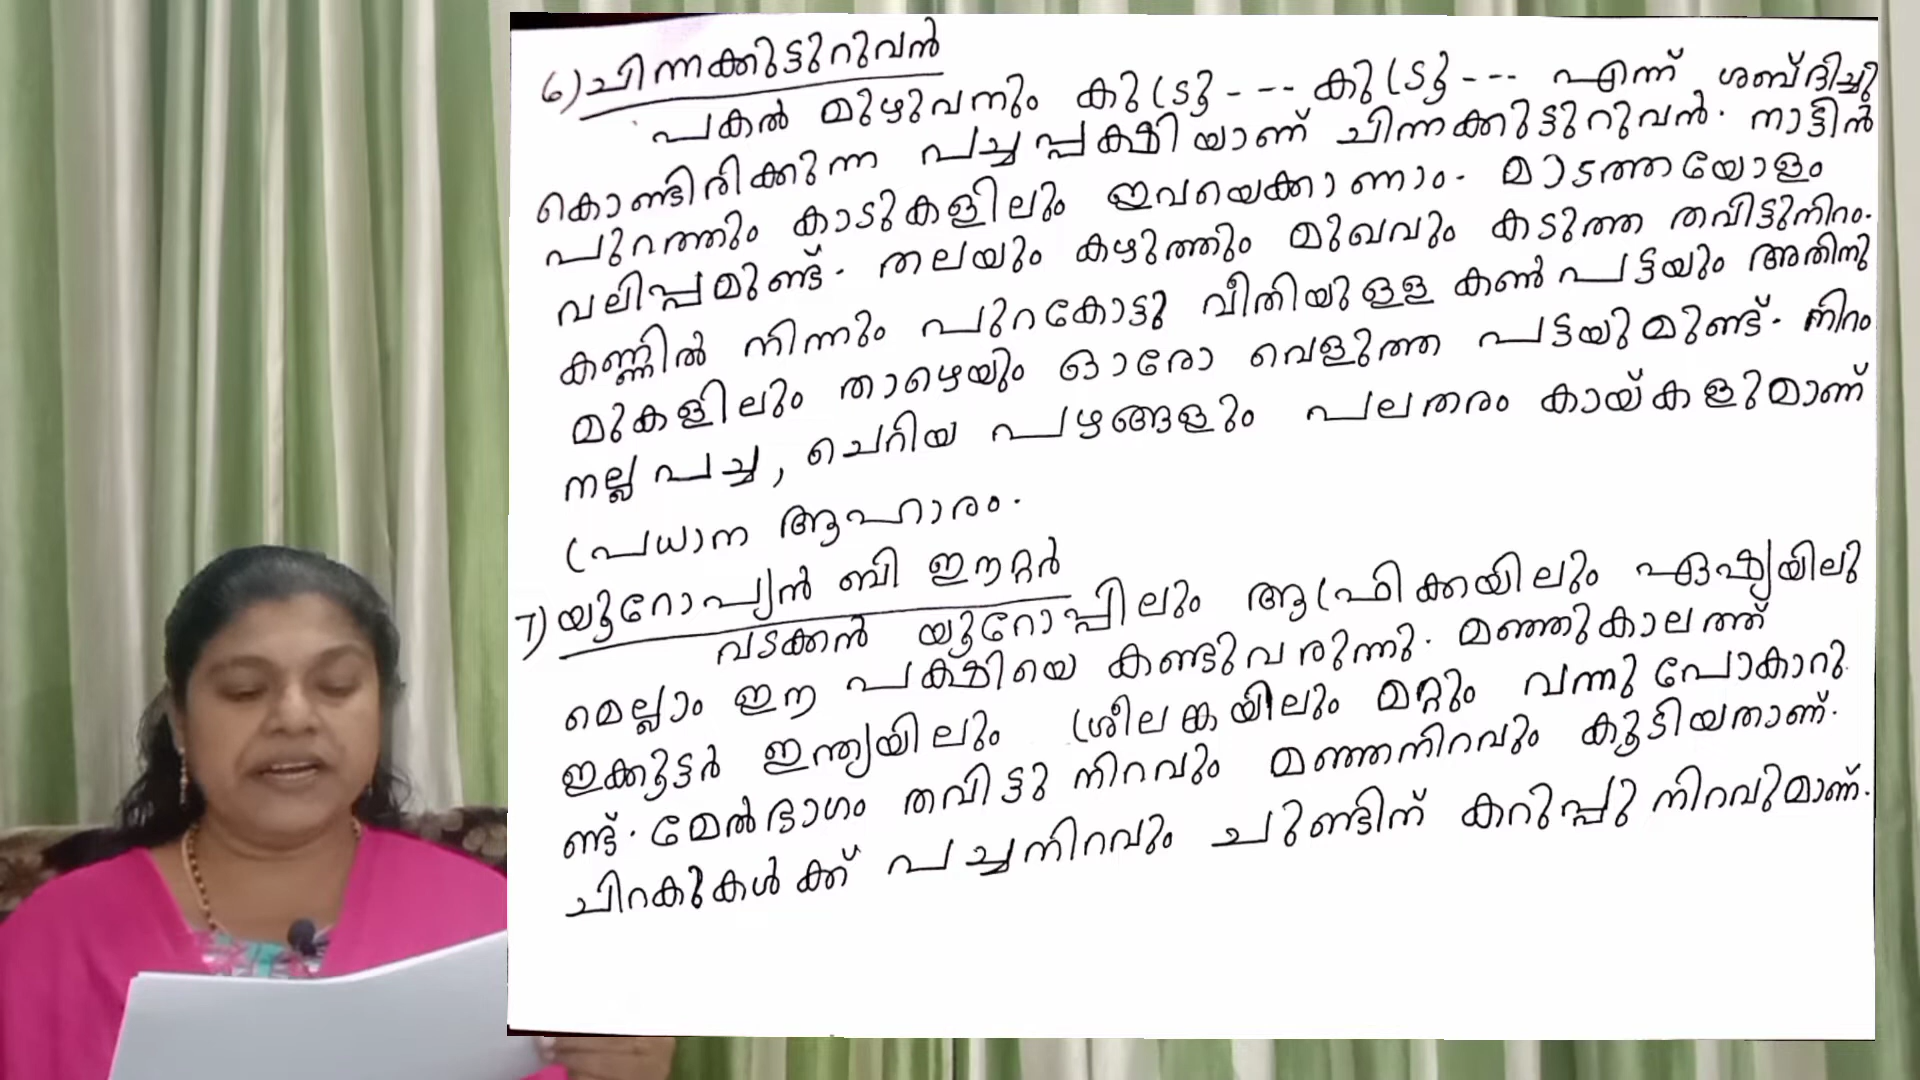 6) ചിന്നക്കുട്ടുറുവൻ
പകൽ മുഴുവനും കുട്രൂ--- കുട്രൂ--- എന്ന് ശബ്ദിച്ചു
കൊണ്ടിരിക്കുന്ന പച്ചപ്പക്ഷിയാണ് ചിന്നക്കുട്ടുറുവൻ. നാട്ടിൻ
പുറത്തും കാടുകളിലും ഇവയെക്കാണാം. മാടത്തയോളം
വലിപ്പമുണ്ട്. തലയും കഴുത്തും മുഖവും കടുത്ത തവിട്ടുനിറം.
കണ്ണിൽ നിന്നും പുറകോട്ടു വീതിയുള്ള കൺപട്ടയും അതിനു
മുകളിലും താഴെയും ഓരോ വെളുത്ത പട്ടയുമുണ്ട്. നിറം
നല്ല പച്ച, ചെറിയ പഴങ്ങളും പലതരം കായ്കളുമാണ്
പ്രധാന ആഹാരം.
7) യൂറോപ്യൻ ബി ഈറ്റർ
വടക്കൻ യൂറോപ്പിലും ആഫ്രിക്കയിലും ഏഷ്യയിലു
മെല്ലാം ഈ പക്ഷിയെ കണ്ടുവരുന്നു. മഞ്ഞുകാലത്ത്
ഇക്കൂട്ടർ ഇന്ത്യയിലും ശ്രീലങ്കയിലും മറ്റും വന്നു പോകാറു
ണ്ട്. മേൽഭാഗം തവിട്ടു നിറവും മഞ്ഞനിറവും കൂട്ടിയതാണ്.
ചിറകുകൾക്ക് പച്ചനിറവും ചുണ്ടിന് കറുപ്പു നിറവുമാണ്.